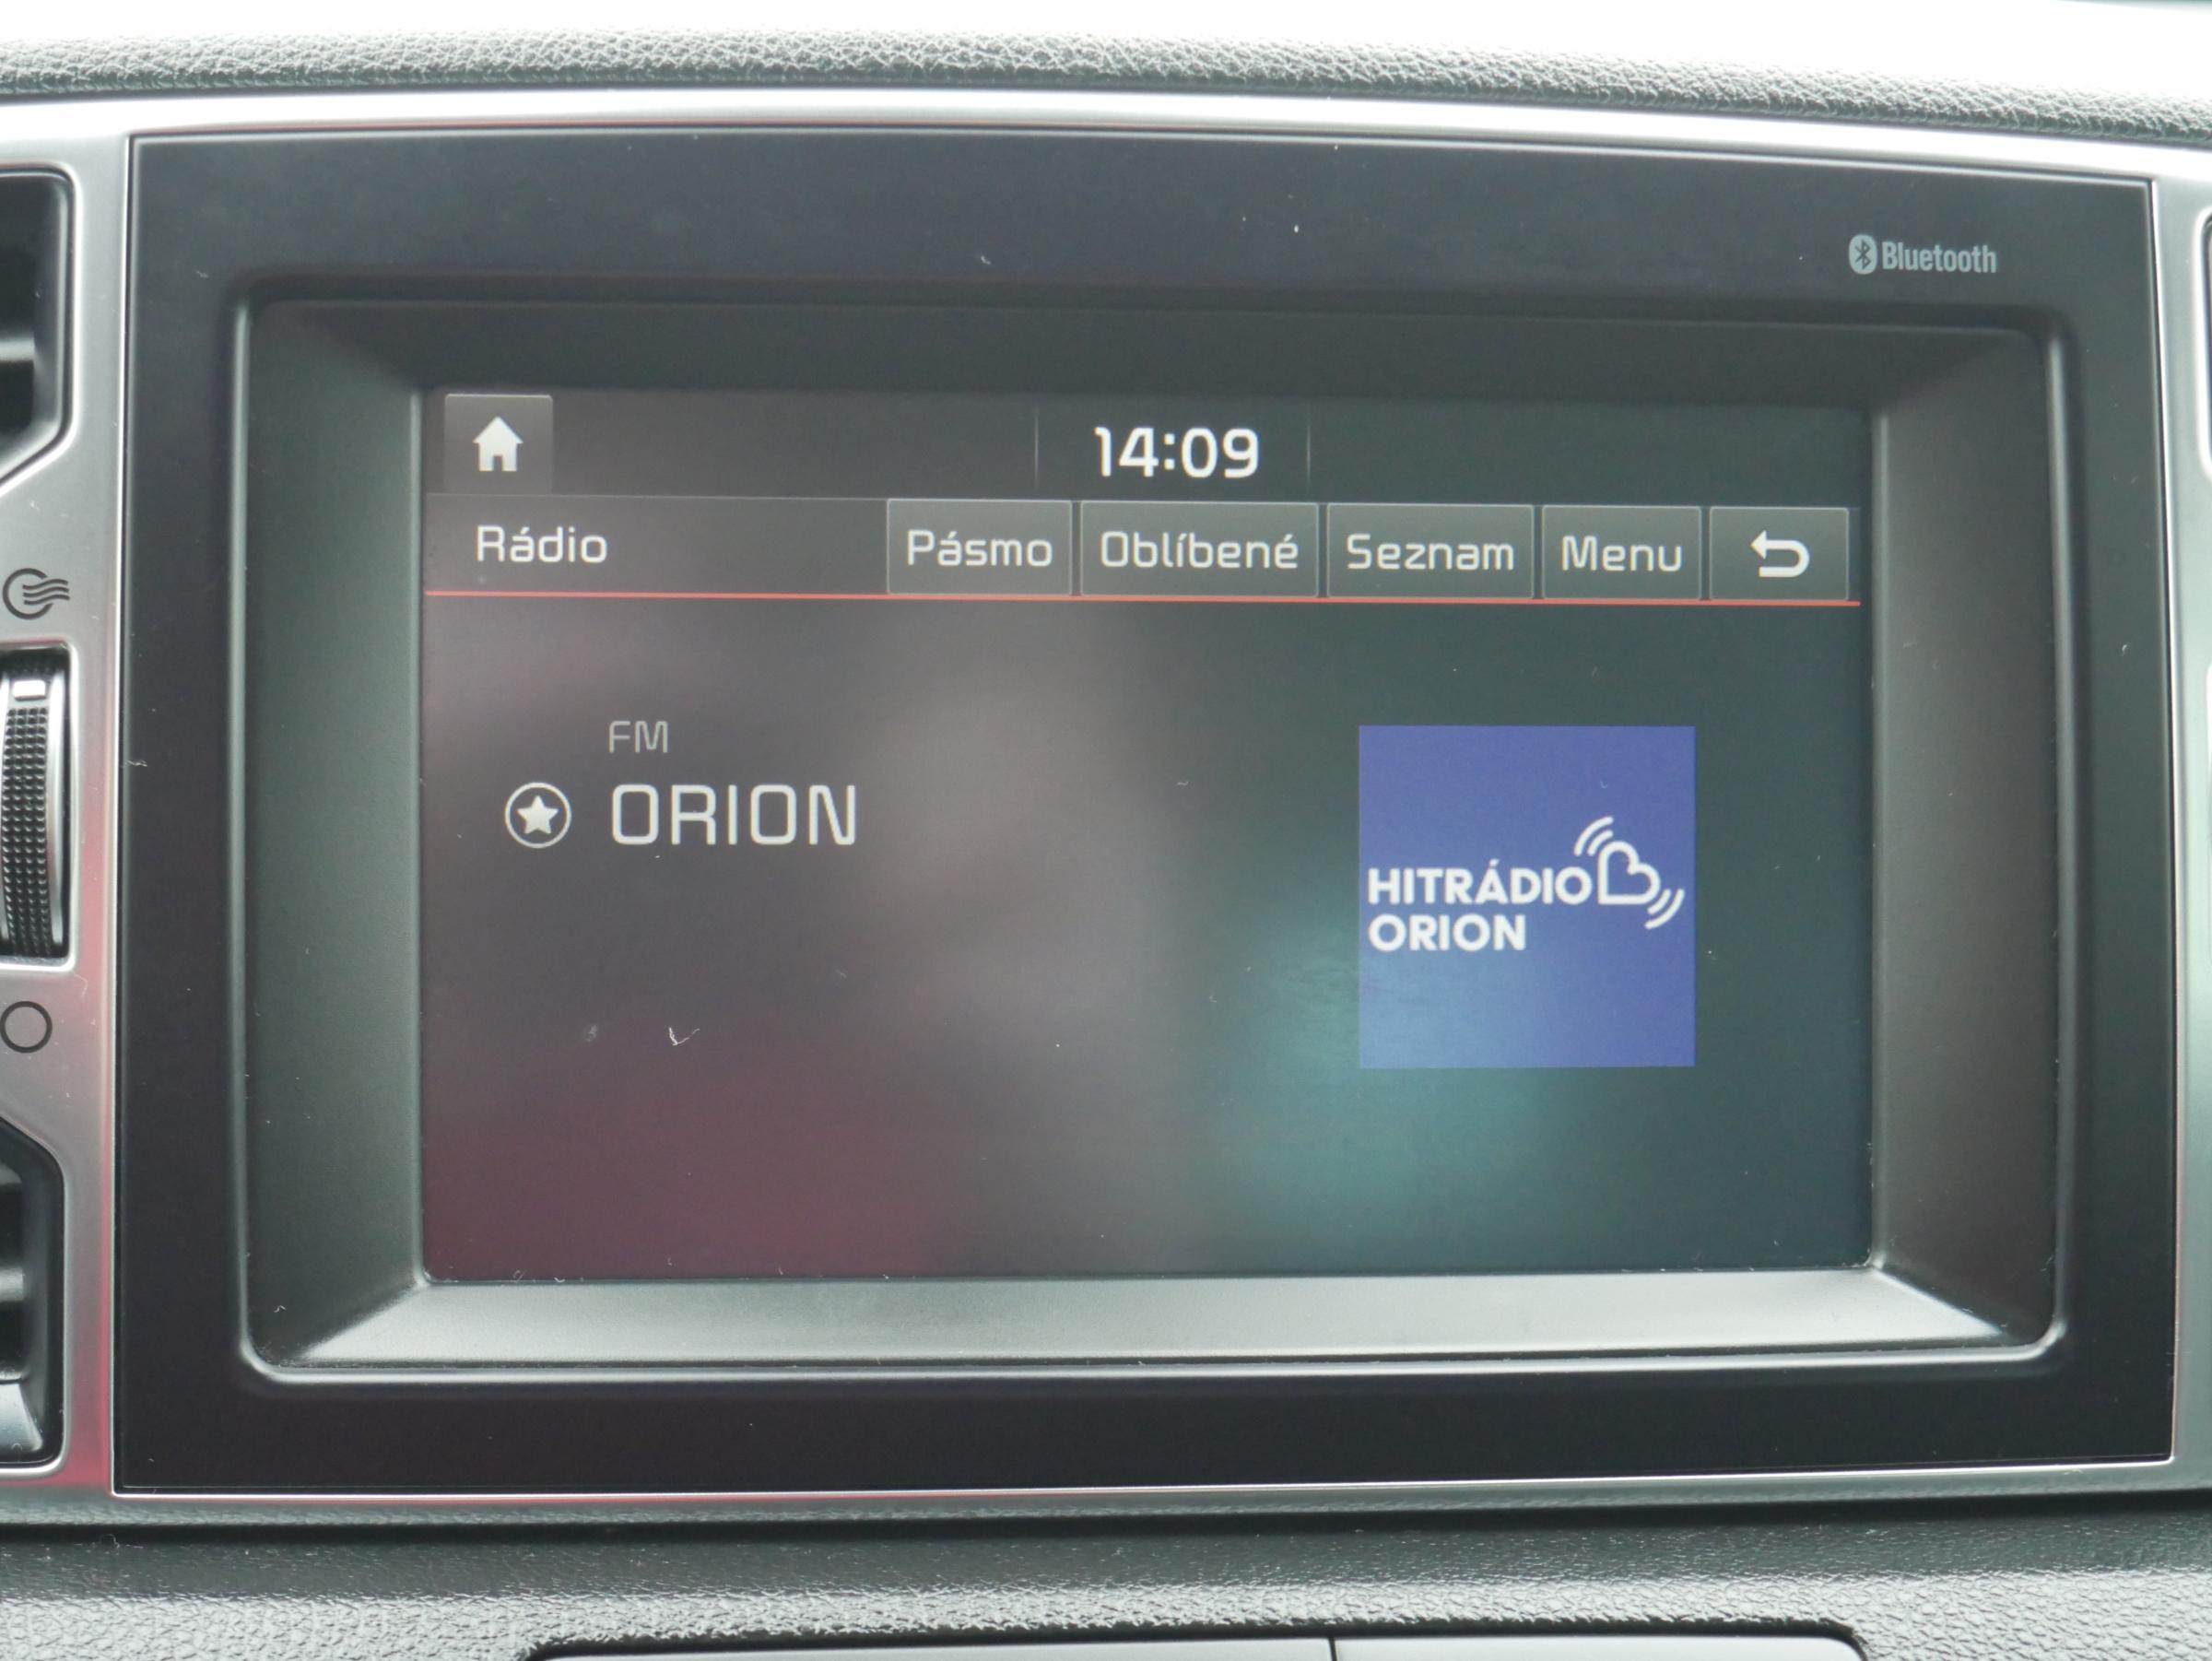 Bluetooth
14:09
Rádio Pásmo Oblíbené Seznam Menu
FM
ORION
HITRÁDIO
ORION